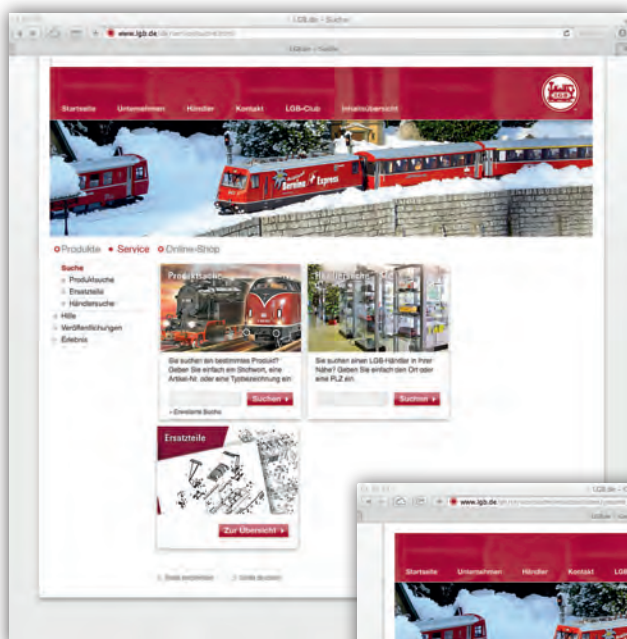 LGB.de – Suche
www.lgb.de
Startseite Unternehmen Händler Kontakt LGB-Club Inhaltsübersicht
LGB
Bernina Express
Produkte Service Online-Shop
Suche
Produktsuche
Ersatzteile
Händlersuche
Hilfe
Veröffentlichungen
Erlebnis
Produktsuche
Sie suchen ein bestimmtes Produkt?
Geben Sie einfach ein Stichwort, eine
Artikel-Nr. oder eine Typbezeichnung ein
Suchen
Erweiterte Suche
Händlersuche
Sie suchen einen LGB-Händler in Ihrer
Nähe? Geben Sie einfach den Ort oder
eine PLZ ein.
Suchen
Ersatzteile
Zur Übersicht
www.lgb.de
Startseite Unternehmen Händler Kontakt